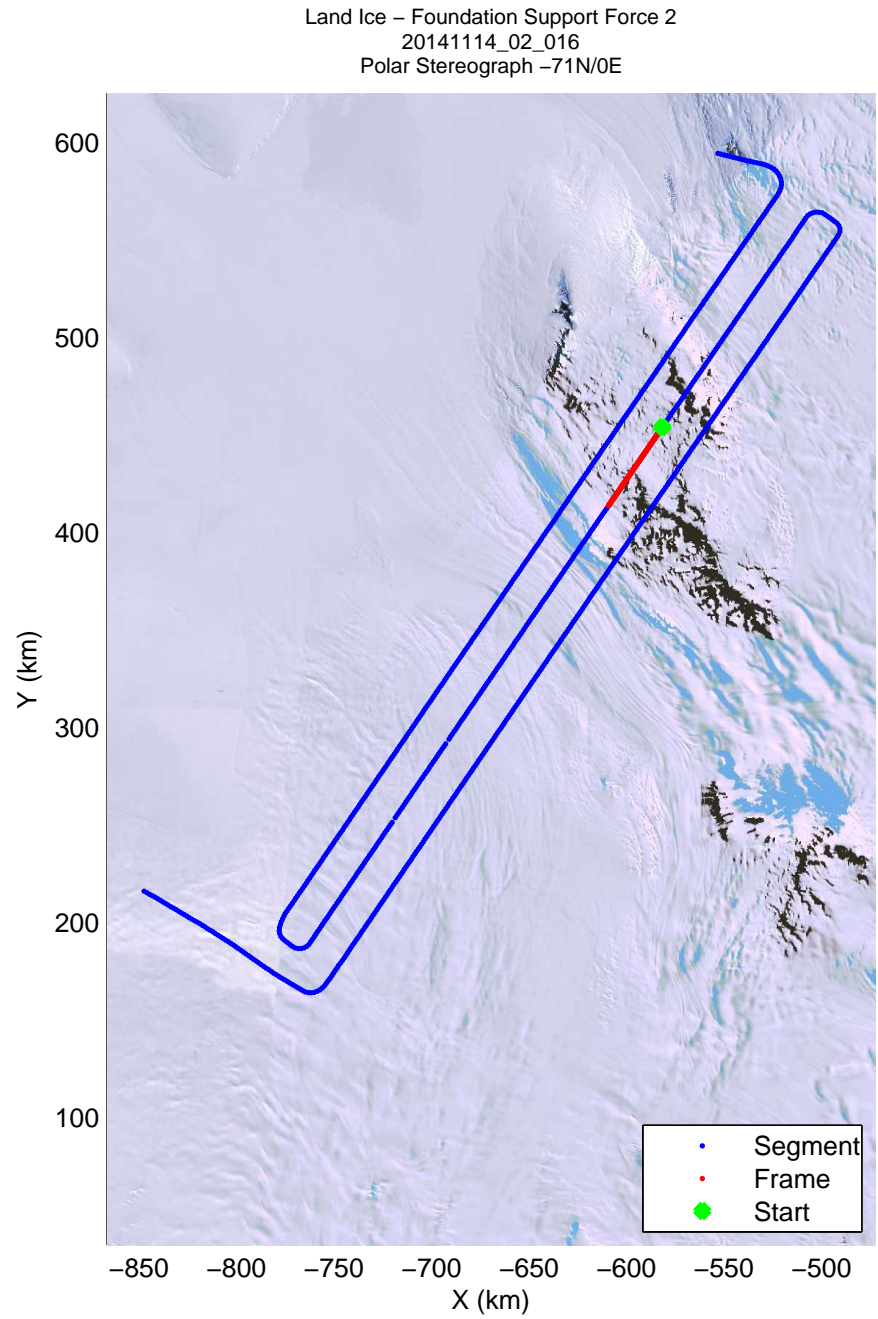 Land Ice – Foundation Support Force 2
20141114_02_016
Polar Stereograph –71N/0E
600
500
400
300
200
100
Y (km)
–850 –800 –750 –700 –650 –600 –550 –500
X (km)
Segment
Frame
Start